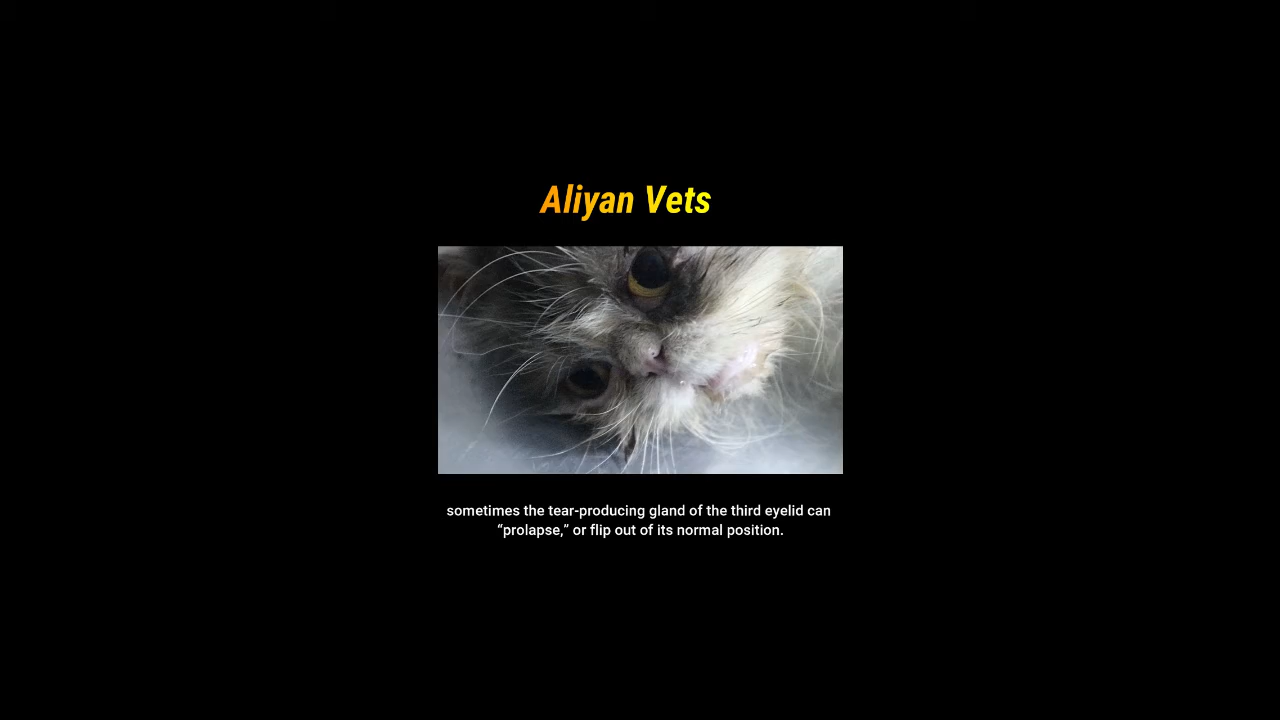 Aliyan Vets
sometimes the tear-producing gland of the third eyelid can
“prolapse,” or flip out of its normal position.